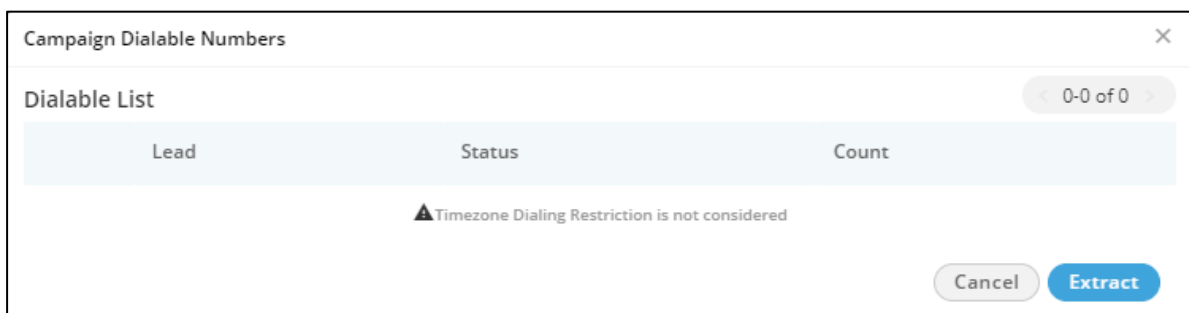 Campaign Dialable Numbers ×
Dialable List < 0-0 of 0 >
Lead Status Count
Timezone Dialing Restriction is not considered
Cancel Extract